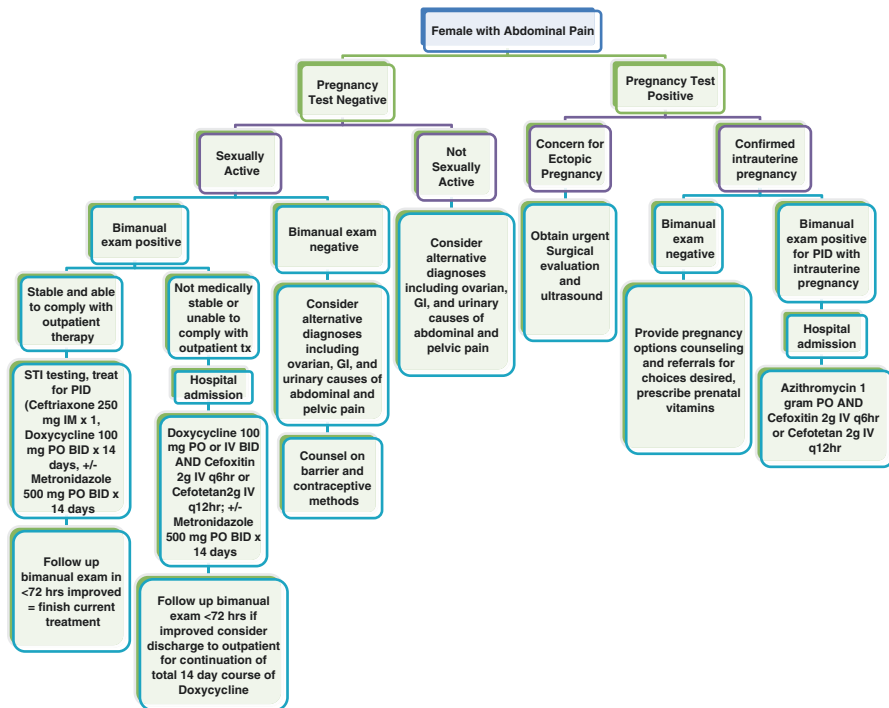 Female with Abdominal Pain
Pregnancy
Test Negative
Pregnancy Test
Positive
Sexually
Active
Not
Sexually
Active
Concern for
Ectopic
Pregnancy
Confirmed
intrauterine
pregnancy
Bimanual
exam positive
Bimanual exam
negative
Consider
alternative
diagnoses
including ovarian,
GI, and urinary
causes of
abdominal and
pelvic pain
Obtain urgent
Surgical
evaluation
and
ultrasound
Bimanual
exam
negative
Bimanual
exam positive
for PID with
intrauterine
pregnancy
Stable and able
to comply with
outpatient
therapy
Not medically
stable or
unable to
comply with
outpatient tx
Consider
alternative
diagnoses
including
ovarian, GI, and
urinary causes of
abdominal and
pelvic pain
Provide pregnancy
options counseling
and referrals for
choices desired,
prescribe prenatal
vitamins
Hospital
admission
STI testing, treat
for PID
(Ceftriaxone 250
mg IM x 1,
Doxycycline 100
mg PO BID x 14
days, +/-
Metronidazole
500 mg PO BID x
14 days
Hospital
admission
Azithromycin 1
gram PO AND
Cefoxitin 2g IV q6hr
or Cefotetan 2g IV
q12hr
Doxycycline 100
mg PO or IV BID
AND Cefoxitin
2g IV q6hr or
Cefotetan2g IV
q12hr; +/-
Metronidazole
500 mg PO BID x
14 days
Counsel on
barrier and
contraceptive
methods
Follow up
bimanual exam in
<72 hrs improved
= finish current
treatment
Follow up bimanual
exam <72 hrs if
improved consider
discharge to outpatient
for continuation of
total 14 day course of
Doxycycline